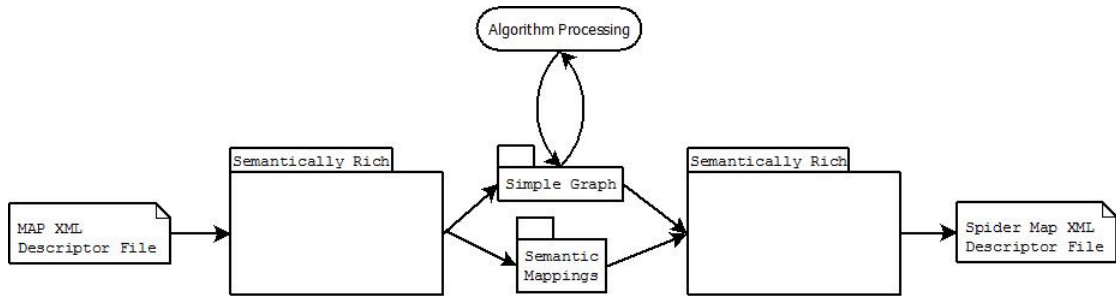 Algorithm Processing
Semantically Rich
Simple Graph
Semantically Rich
MAP XML
Descriptor File
Semantic
Mappings
Spider Map XML
Descriptor File